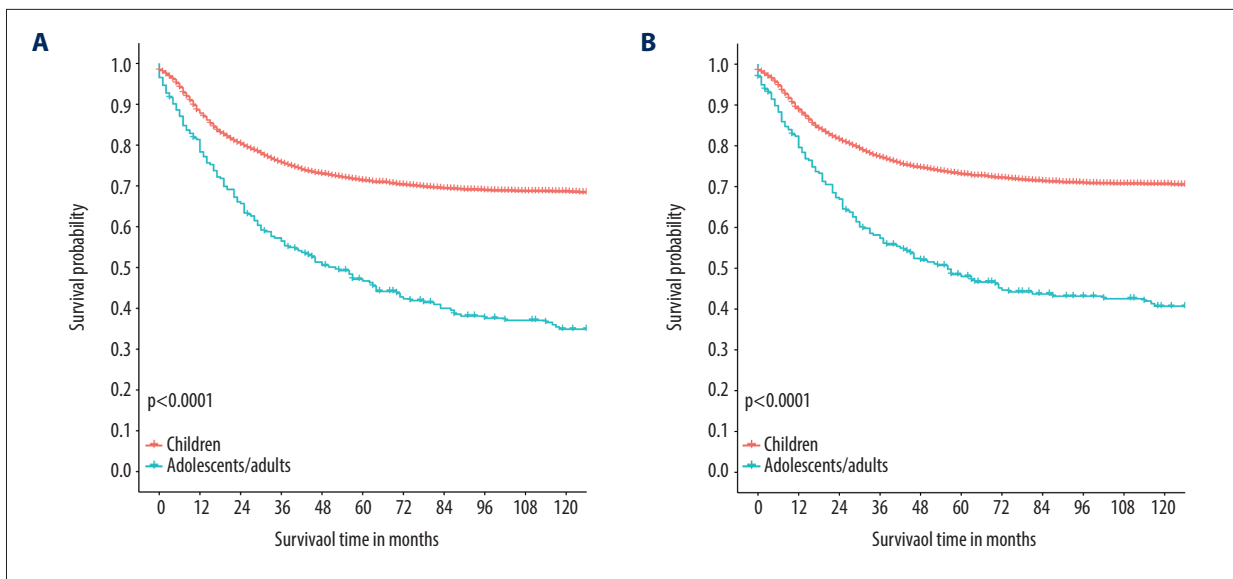 A
1.0
0.9
0.8
0.7
0.6
0.5
0.4
0.3
0.2
0.1
0.0
Survival probability
p<0.0001
Children
Adolescents/adults
0 12 24 36 48 60 72 84 96 108 120
Survivaol time in months
B
1.0
0.9
0.8
0.7
0.6
0.5
0.4
0.3
0.2
0.1
0.0
Survival probability
p<0.0001
Children
Adolescents/adults
0 12 24 36 48 60 72 84 96 108 120
Survivaol time in months